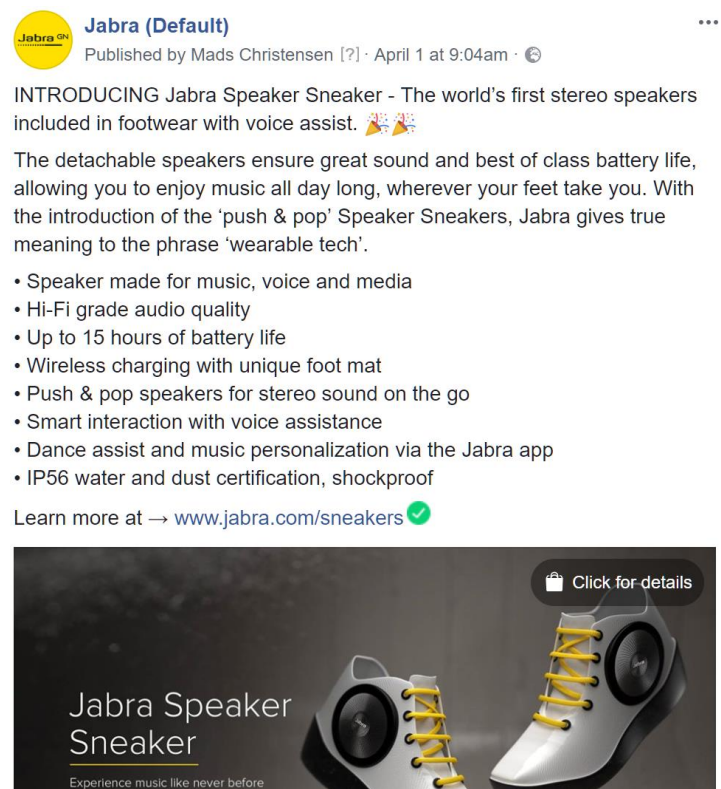 Jabra GN
Jabra (Default)
Published by Mads Christensen [?] · April 1 at 9:04am ·
INTRODUCING Jabra Speaker Sneaker - The world’s first stereo speakers
included in footwear with voice assist. 🎉🎉
The detachable speakers ensure great sound and best of class battery life,
allowing you to enjoy music all day long, wherever your feet take you. With
the introduction of the ‘push & pop’ Speaker Sneakers, Jabra gives true
meaning to the phrase ‘wearable tech’.
• Speaker made for music, voice and media
• Hi-Fi grade audio quality
• Up to 15 hours of battery life
• Wireless charging with unique foot mat
• Push & pop speakers for stereo sound on the go
• Smart interaction with voice assistance
• Dance assist and music personalization via the Jabra app
• IP56 water and dust certification, shockproof
Learn more at → www.jabra.com/sneakers
Click for details
Jabra Speaker
Sneaker
Experience music like never before